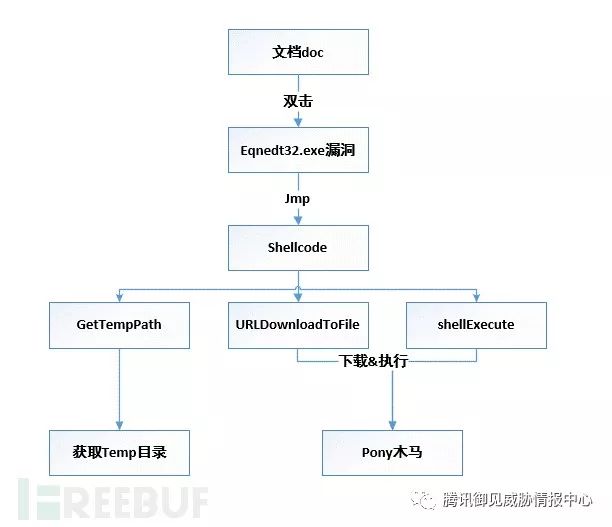 文档doc
双击
Eqnedt32.exe漏洞
Jmp
Shellcode
GetTempPath
URLDownloadToFile
shellExecute
下载&执行
获取Temp目录
Pony木马
FREEBUF
腾讯御见威胁情报中心